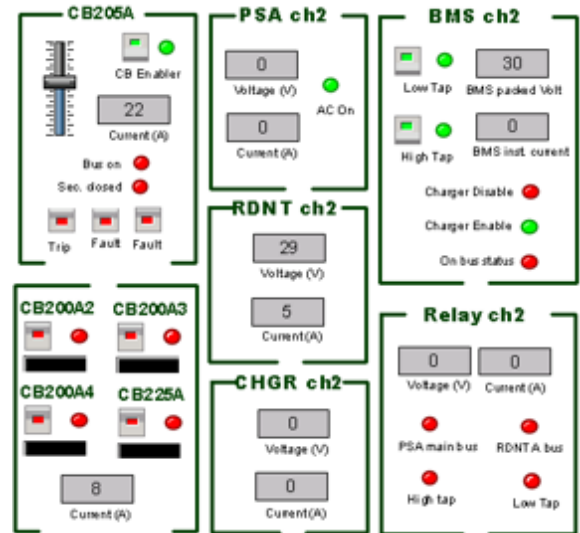 CB205A
CB Enabler
22
Current (A)
Bus on
Sec. closed
Trip
Fault
Fault
PSA ch2
0
Voltage (V)
AC On
0
Current(A)
BMS ch2
30
Low Tap
BMS packed Volt
0
High Tap
BMS inst. current
Charger Disable
Charger Enable
On bus status
RDNT ch2
29
Voltage (V)
5
Current(A)
CB200A2
CB200A3
CB200A4
CB225A
8
Current (A)
CHGR ch2
0
Voltage (V)
0
Current(A)
Relay ch2
0
0
Voltage (V)
Current(A)
PSA main bus
RDNTA bus
High tap
Low Tap